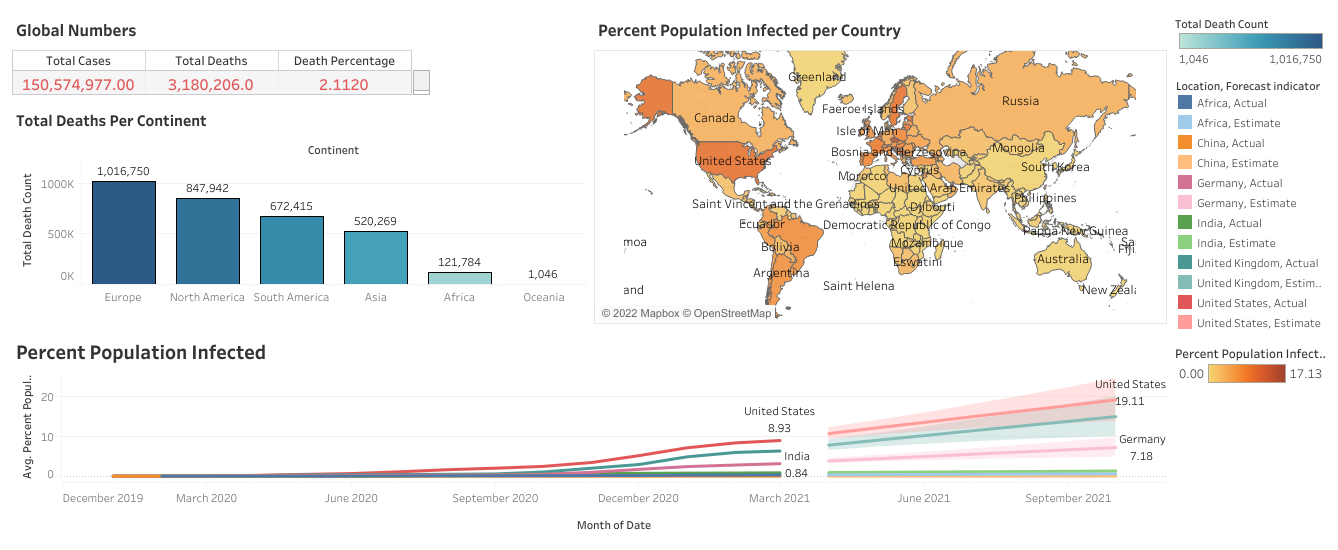 Global Numbers
Total Cases Total Deaths Death Percentage
150,574,977.00 3,180,206.0 2.1120
Total Deaths Per Continent
Continent
Total Death Count
1000K
500K
0K
1,016,750
847,942
672,415
520,269
121,784
1,046
Europe North America South America Asia Africa Oceania
Percent Population Infected per Country
Greenland
Russia
Faeroe Islands
Canada
Isle of Man
Bosnia and Herzegovina
Mongolia
United States
South Korea
Cyprus
Morocco
United Arab Emirates
Philippines
Saint Vincent and the Grenadines
Djibouti
Ecuador
Democratic Republic of Congo
Papua New Guinea
moa
Mozambique
Sa
Bolivia
Fiji
Australia
Eswatini
Argentina
Saint Helena
and
New Zeala
© 2022 Mapbox © OpenStreetMap
Total Death Count
1,046 1,016,750
Location, Forecast indicator
Africa, Actual
Africa, Estimate
China, Actual
China, Estimate
Germany, Actual
Germany, Estimate
India, Actual
India, Estimate
United Kingdom, Actual
United Kingdom, Estim..
United States, Actual
United States, Estimate
Percent Population Infect..
0.00 17.13
Percent Population Infected
Avg. Percent Popul..
20
10
0
United States
8.93
India
0.84
United States
19.11
Germany
7.18
December 2019 March 2020 June 2020 September 2020 December 2020 March 2021 June 2021 September 2021
Month of Date